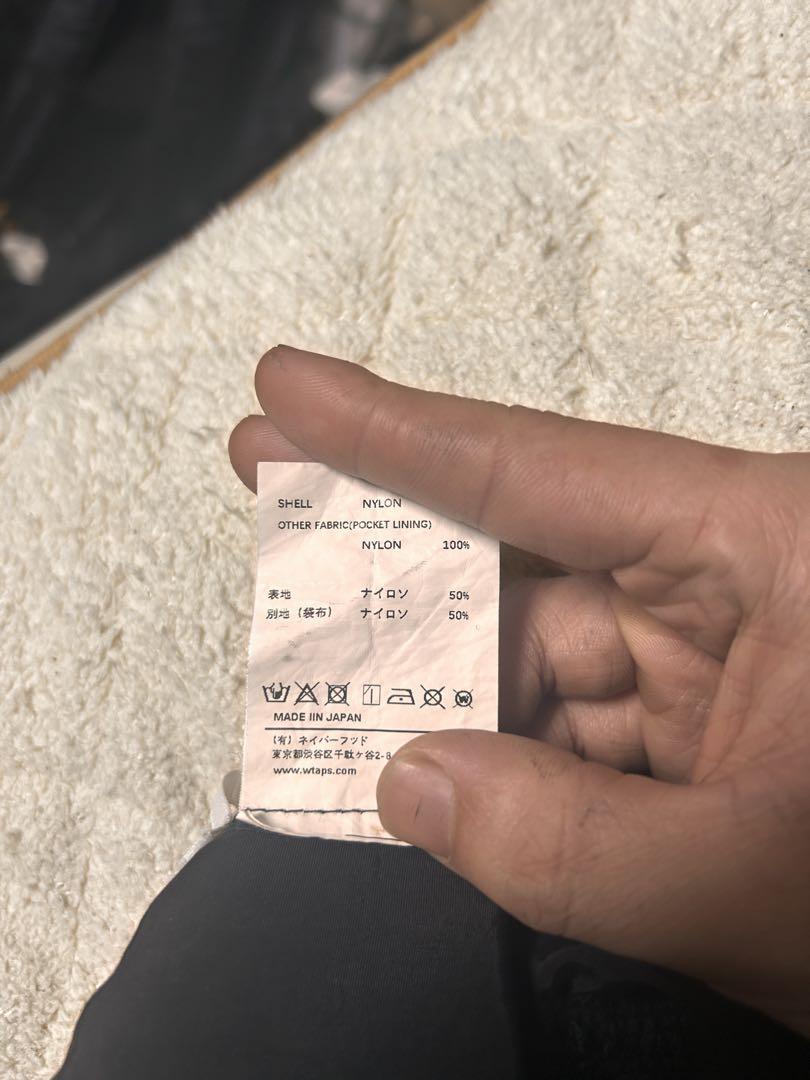 SHELL NYLON
OTHER FABRIC(POCKET LINING)
NYLON 100%
表地 ナイロソ 50%
別地（袋布） ナイロソ 50%
MADE IIN JAPAN
(有) ネイバーフッド
東京都渋谷区千駄ケ谷2-8
www.wtaps.com